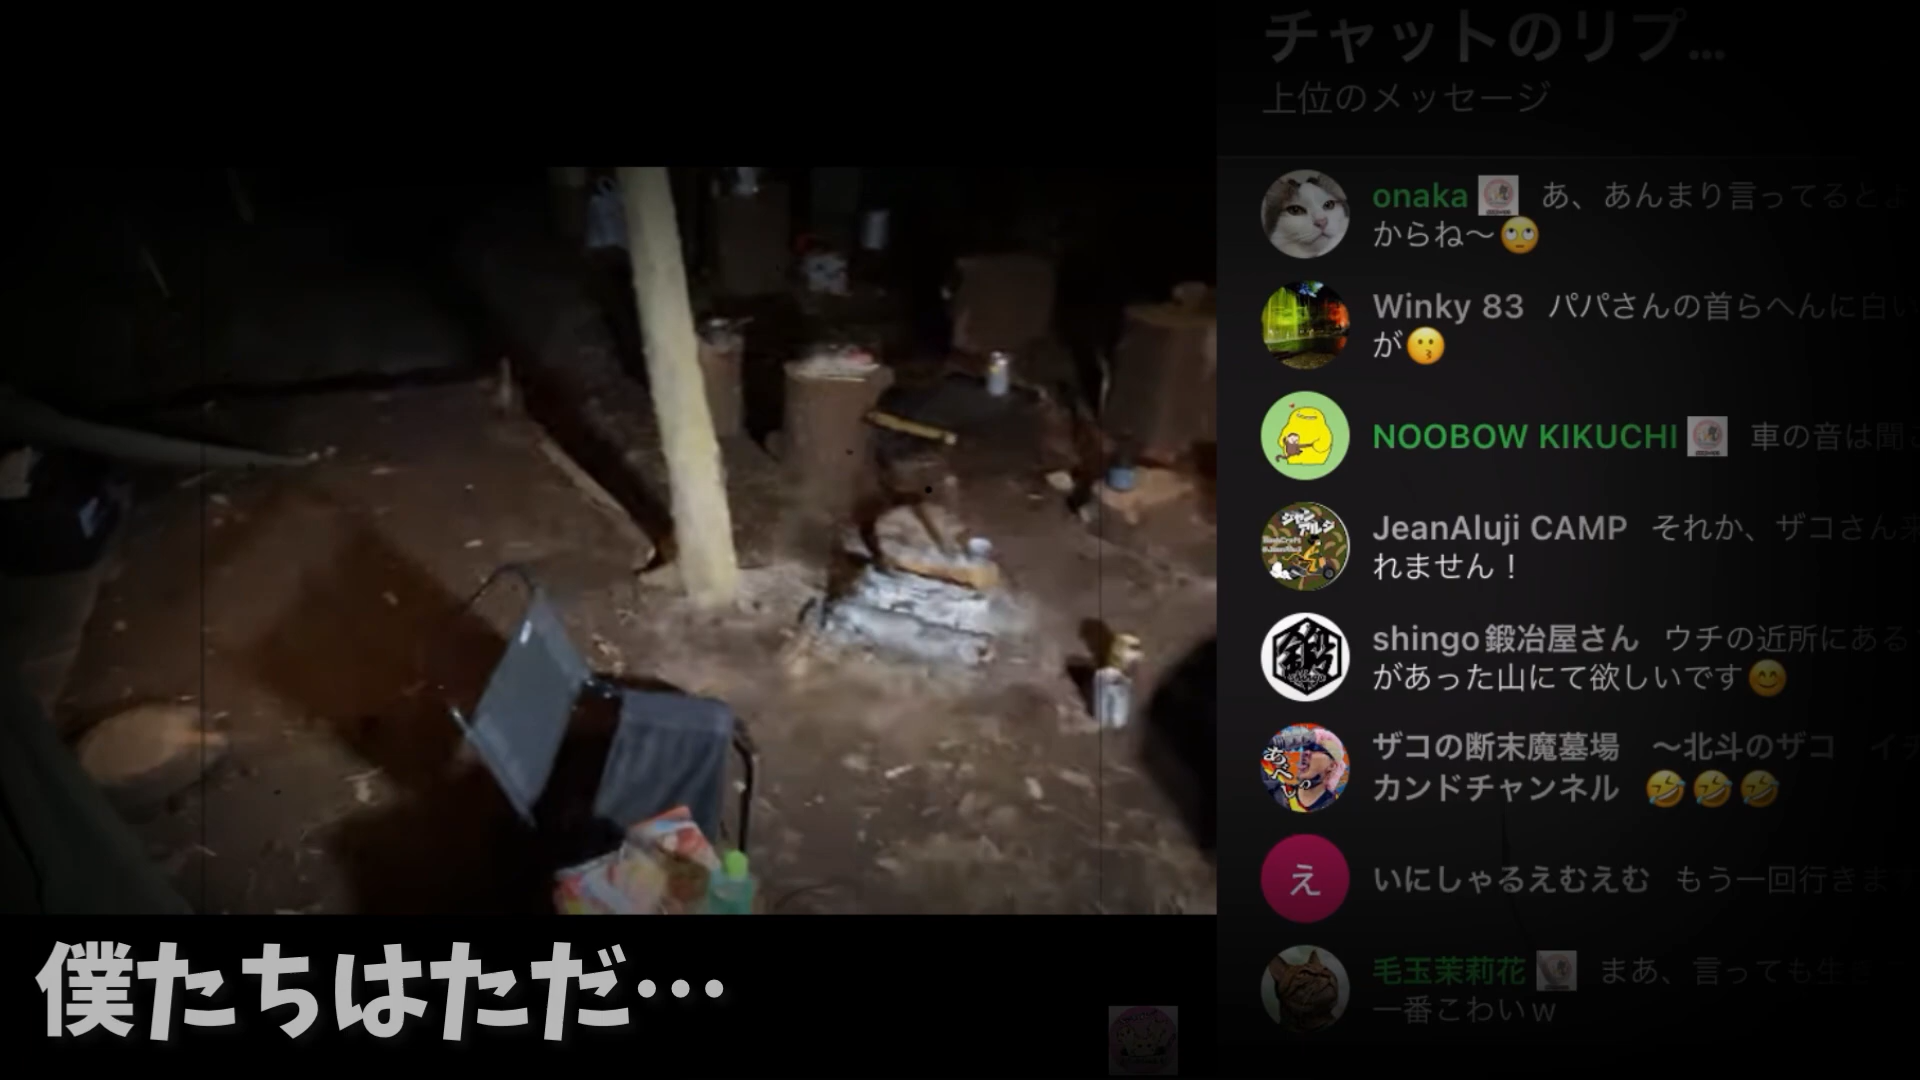 チャットのリプ…
上位のメッセージ
onaka あ、あんまり言ってるとよ
からね〜🙄
Winky 83 パパさんの首らへんに白い
が😗
NOOBOW KIKUCHI 車の音は聞こ
JeanAluji CAMP それか、ザコさん来
れません！
shingo鍛冶屋さん ウチの近所にある
があった山にて欲しいです😊
ザコの断末魔墓場 〜北斗のザコ イチ
カンドチャンネル 🤣🤣🤣
え いにしゃるえむえむ もう一回行きま
毛玉茉莉花 まあ、言っても生き
一番こわいw
僕たちはただ…